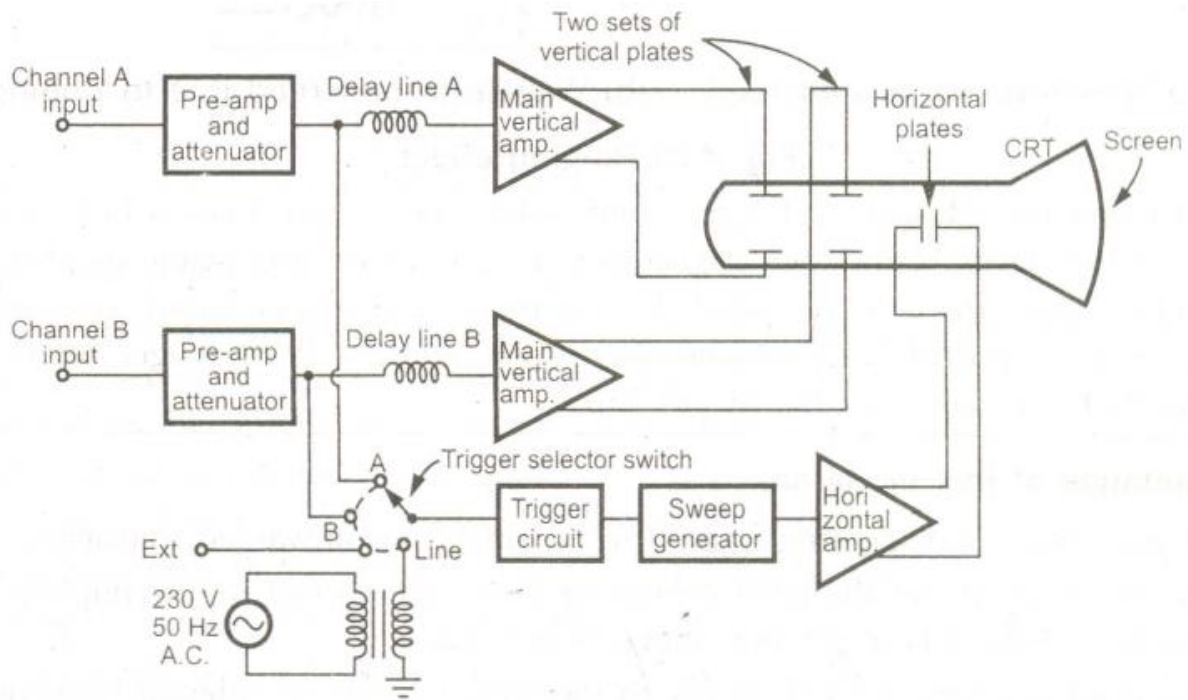 Two sets of
vertical plates
Channel A
input
Pre-amp
and
attenuator
Delay line A
Main
vertical
amp.
Horizontal
plates
CRT
Screen
Channel B
input
Pre-amp
and
attenuator
Delay line B
Main
vertical
amp.
A
Trigger selector switch
B
Ext
Line
Trigger
circuit
Sweep
generator
Hori
zontal
amp.
230 V
50 Hz
A.C.